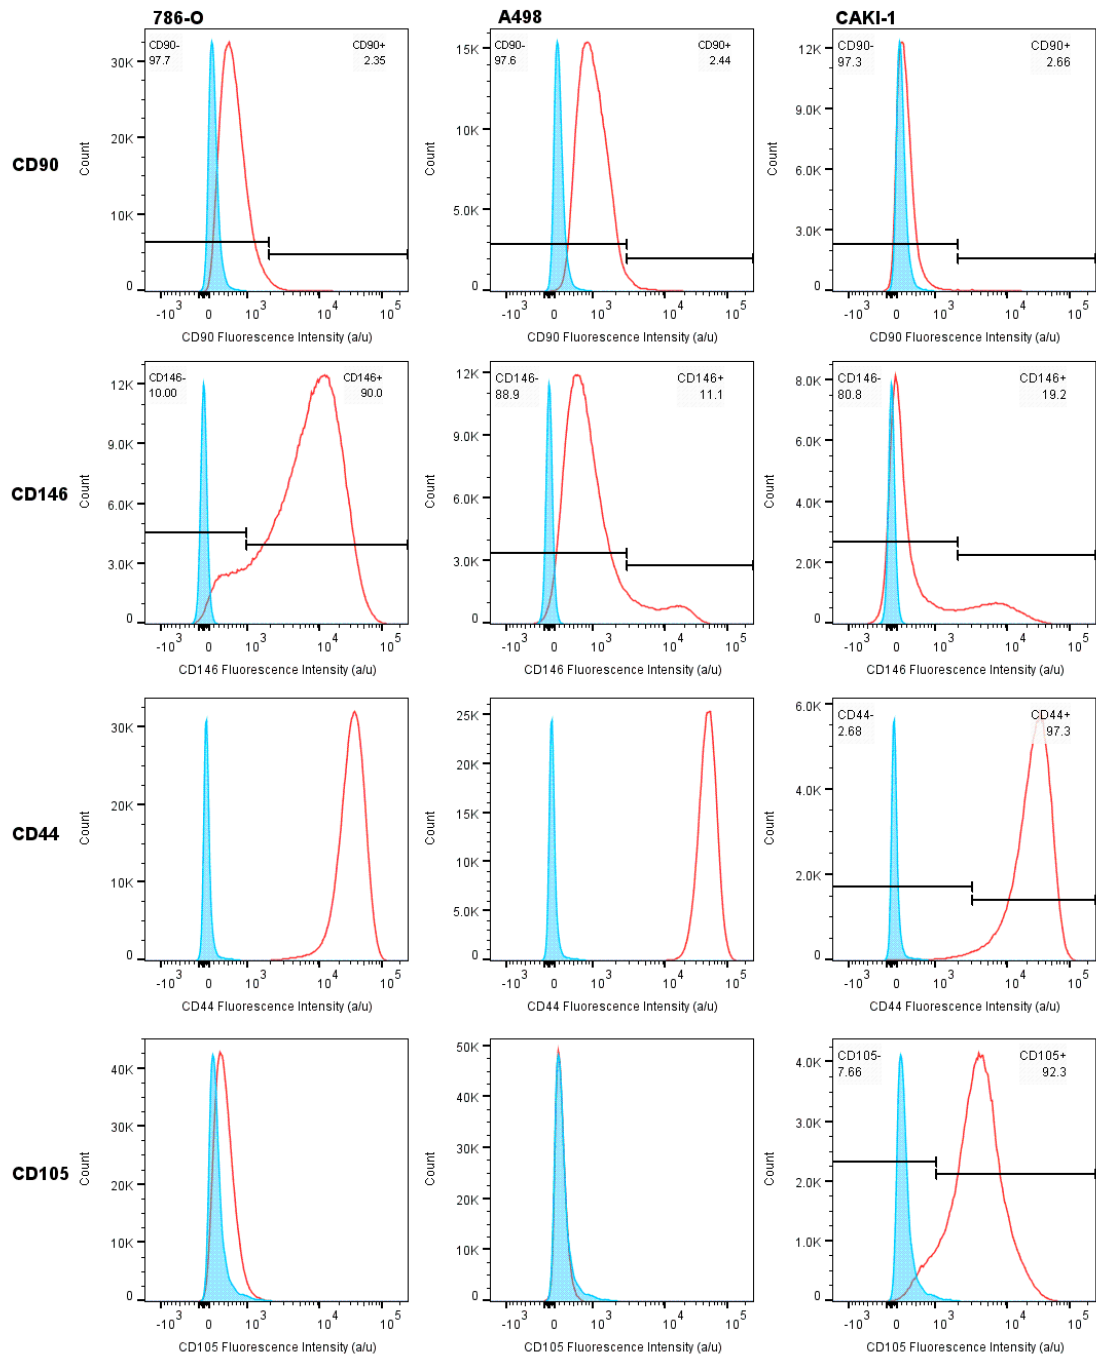 786-O A498 CAKI-1
CD90
CD90- CD90+
97.7 2.35
30K
20K
10K
0
Count
-10³ 0 10³ 10⁴ 10⁵
CD90 Fluorescence Intensity (a/u)
CD90- CD90+
97.6 2.44
15K
10K
5.0K
0
Count
-10³ 0 10³ 10⁴ 10⁵
CD90 Fluorescence Intensity (a/u)
CD90- CD90+
97.3 2.66
12K
9.0K
6.0K
3.0K
0
Count
-10³ 0 10³ 10⁴ 10⁵
CD90 Fluorescence Intensity (a/u)
CD146
CD146- CD146+
10.00 90.0
12K
9.0K
6.0K
3.0K
0
Count
-10³ 0 10³ 10⁴ 10⁵
CD146 Fluorescence Intensity (a/u)
CD146- CD146+
88.9 11.1
12K
9.0K
6.0K
3.0K
0
Count
-10³ 0 10³ 10⁴ 10⁵
CD146 Fluorescence Intensity (a/u)
CD146- CD146+
80.8 19.2
8.0K
6.0K
4.0K
2.0K
0
Count
-10³ 0 10³ 10⁴ 10⁵
CD146 Fluorescence Intensity (a/u)
CD44
30K
20K
10K
0
Count
-10³ 0 10³ 10⁴ 10⁵
CD44 Fluorescence Intensity (a/u)
25K
20K
15K
10K
5.0K
0
Count
-10³ 0 10³ 10⁴ 10⁵
CD44 Fluorescence Intensity (a/u)
CD44- CD44+
2.68 97.3
6.0K
4.0K
2.0K
0
Count
-10³ 0 10³ 10⁴ 10⁵
CD44 Fluorescence Intensity (a/u)
CD105
40K
30K
20K
10K
0
Count
-10³ 0 10³ 10⁴ 10⁵
CD105 Fluorescence Intensity (a/u)
50K
40K
30K
20K
10K
0
Count
-10³ 0 10³ 10⁴ 10⁵
CD105 Fluorescence Intensity (a/u)
CD105- CD105+
7.66 92.3
4.0K
3.0K
2.0K
1.0K
0
Count
-10³ 0 10³ 10⁴ 10⁵
CD105 Fluorescence Intensity (a/u)